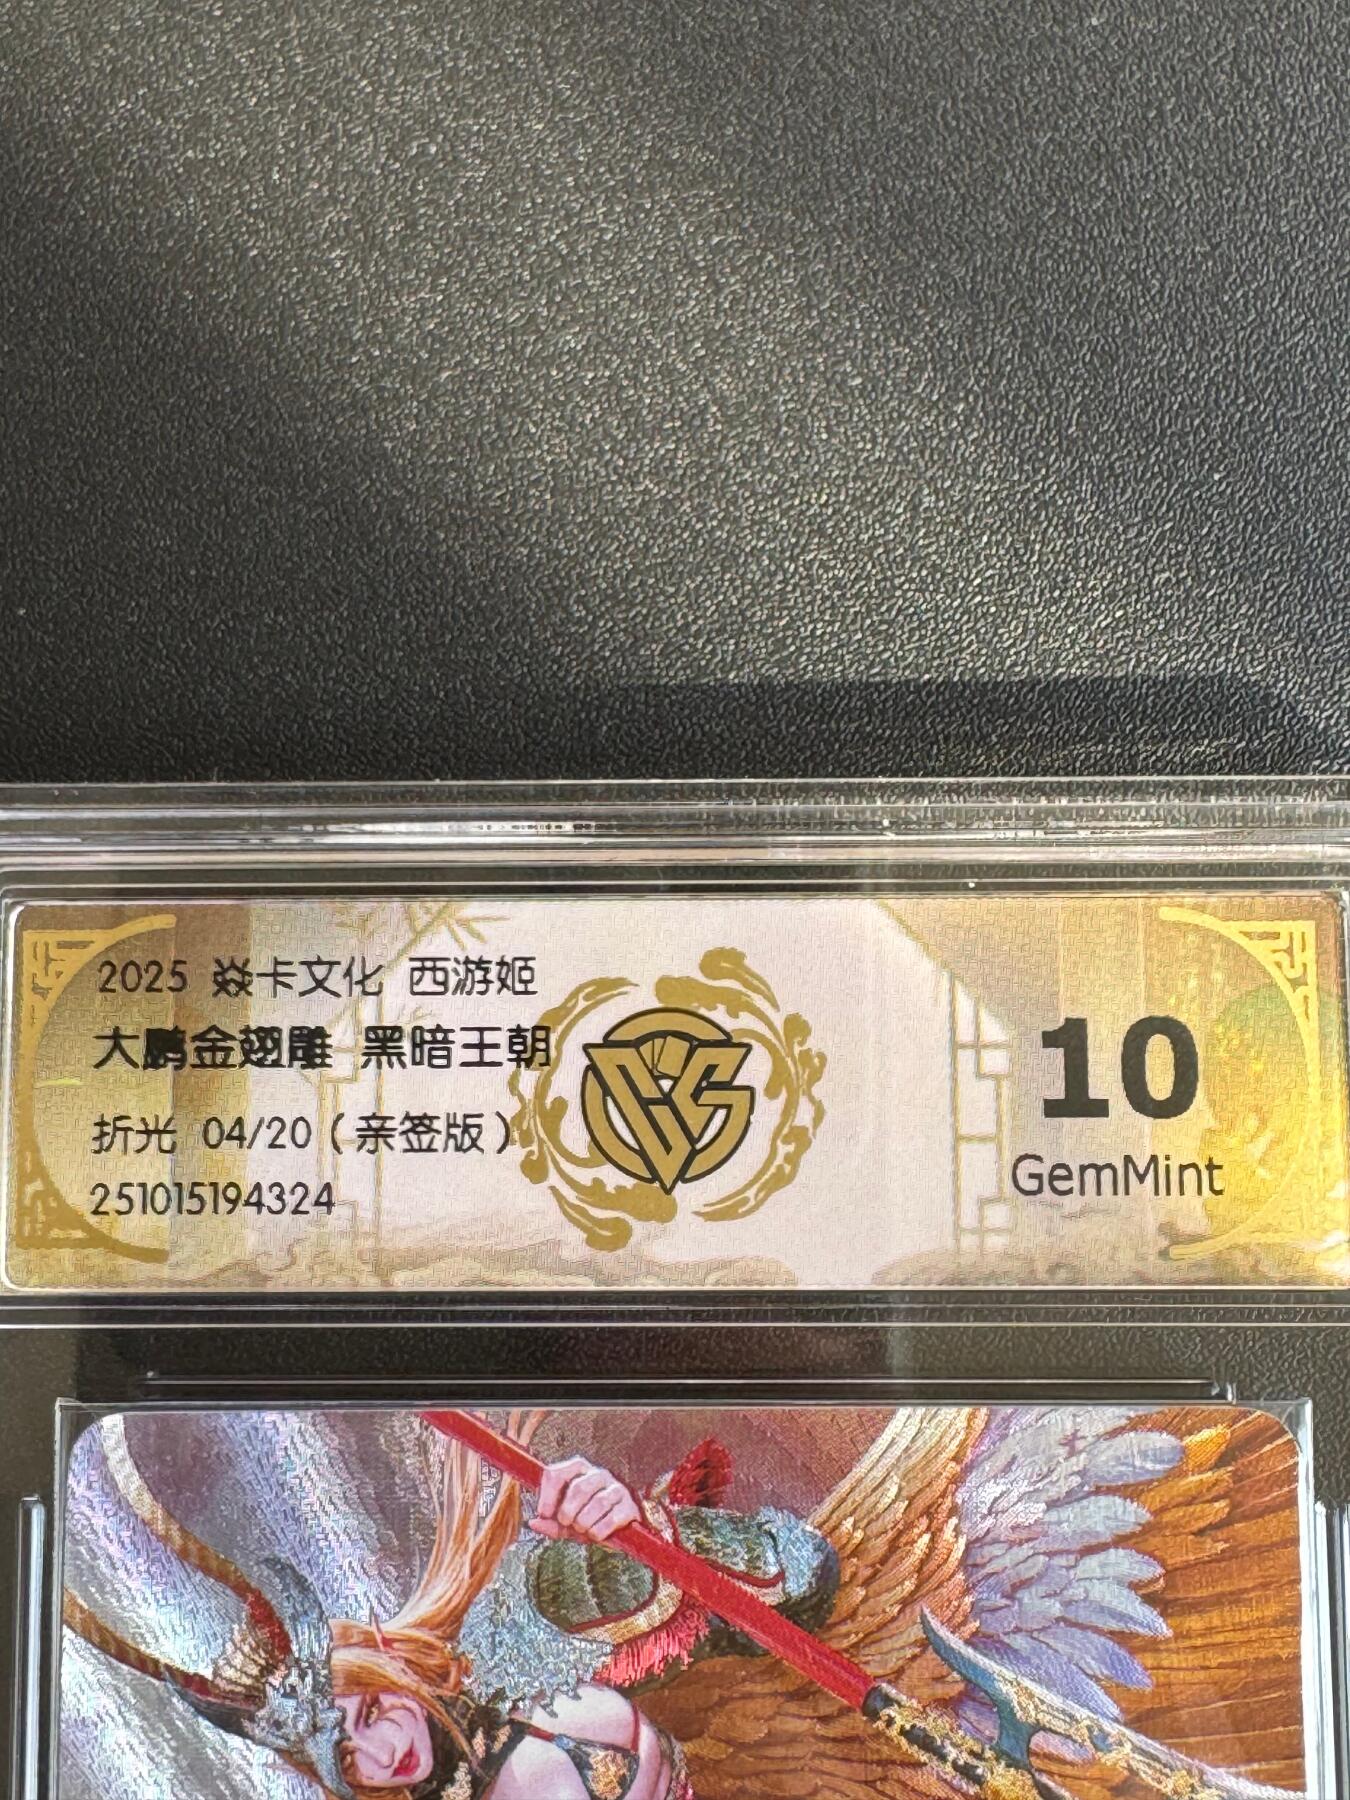 2025 焱卡文化 西游姬
大鹏金翅雕 黑暗王朝
折光 04/20（亲签版）
251015194324
10
GemMint